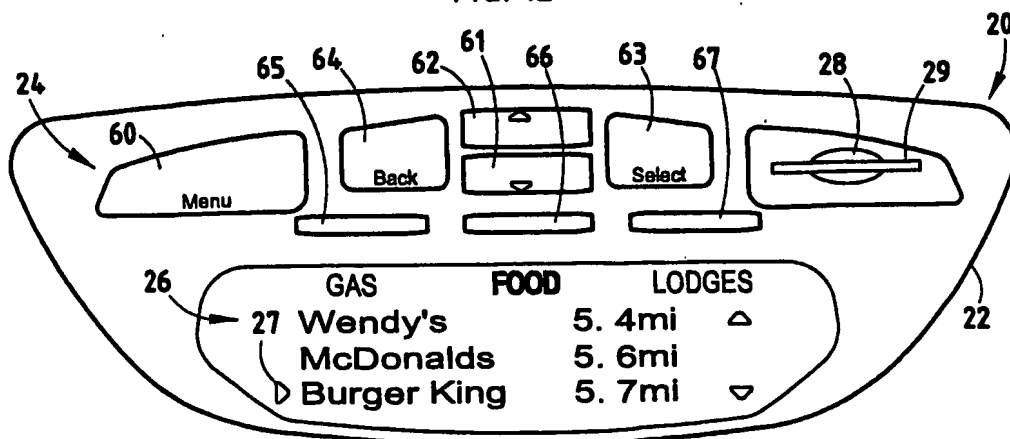 20
61
66
62
63
67
28
29
64
65
24
60
Back
Select
Menu
26
GAS FOOD LODGES
27
Wendy's 5. 4mi
McDonalds 5. 6mi
Burger King 5. 7mi
22